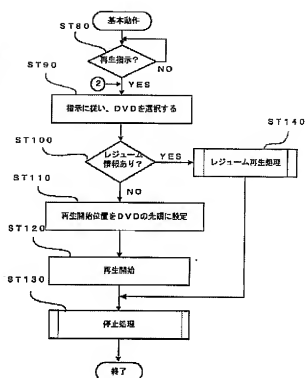 基本動作
ST80
再生指示?
NO
YES
②
ST90
指示に従い、DVDを選択する
ST100
レジューム
情報あり?
YES
ST140
レジューム再生処理
NO
ST110
再生開始位置をDVDの先頭に設定
ST120
再生開始
ST130
停止処理
終了